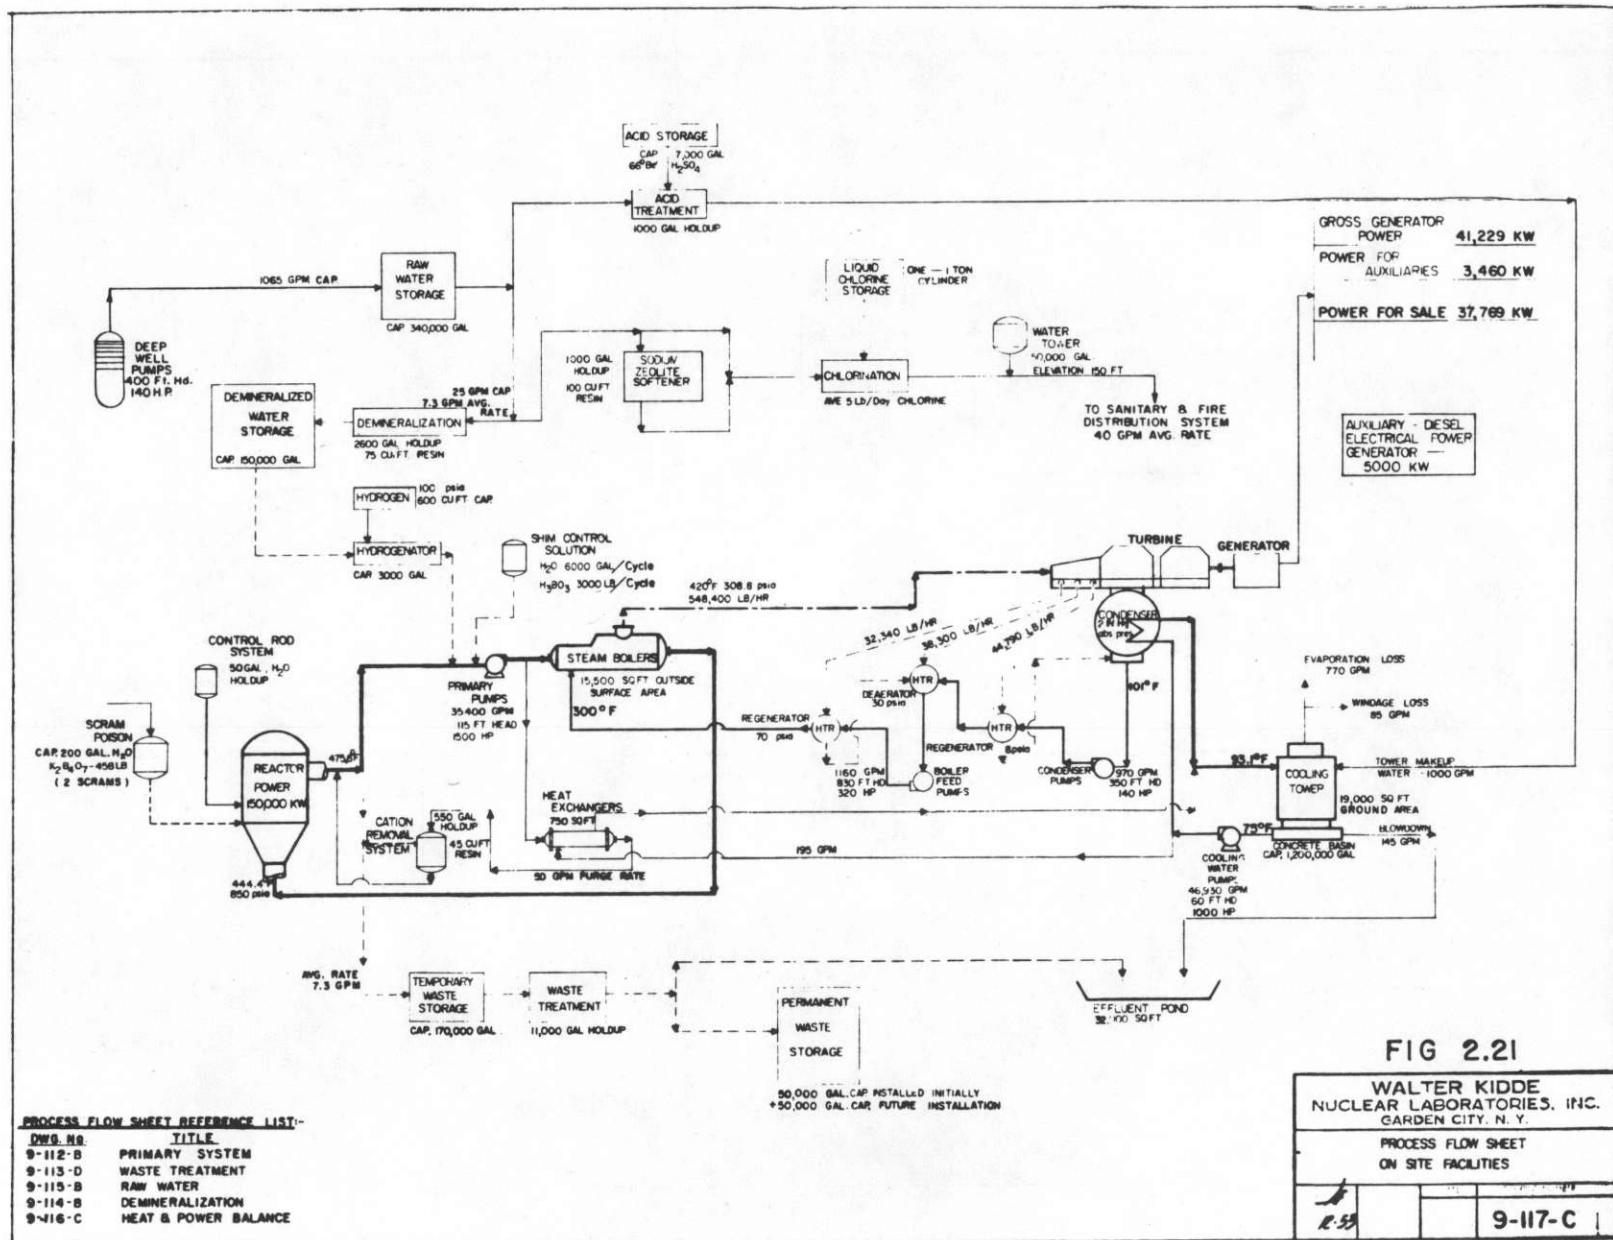 ACID STORAGE
CAP 7,000 GAL
66°Be' H2SO4
ACID
TREATMENT
1000 GAL HOLDUP
1065 GPM CAP.
RAW
WATER
STORAGE
CAP. 340,000 GAL
DEEP
WELL
PUMPS
400 Ft. Hd.
140 H.P.
LIQUID
CHLORINE
STORAGE
ONE — 1 TON
CYLINDER
WATER
TOWER
50,000 GAL.
ELEVATION 150 FT
GROSS GENERATOR
POWER 41,229 KW
POWER FOR
AUXILIARIES 3,460 KW
POWER FOR SALE 37,769 KW
1000 GAL
HOLDUP
100 CU FT
RESIN
SODIUM
ZEOLITE
SOFTENER
CHLORINATION
AVE 5 Lb/Day CHLORINE
TO SANITARY & FIRE
DISTRIBUTION SYSTEM
40 GPM AVG. RATE
25 GPM CAP
7.3 GPM AVG.
RATE
DEMINERALIZED
WATER
STORAGE
CAP. 150,000 GAL
DEMINERALIZATION
2600 GAL HOLDUP
75 CU.FT. RESIN
AUXILIARY - DIESEL
ELECTRICAL POWER
GENERATOR —
5000 KW
HYDROGEN
100 psia
600 CU FT CAP.
HYDROGENATOR
CAP. 3000 GAL
SHIM CONTROL
SOLUTION
H2O 6000 GAL/Cycle
H3BO3 3000 LB/Cycle
420°F 308.8 psia
548,400 LB/HR
TURBINE
GENERATOR
CONDENSER
abs pres.
32,340 LB/HR
38,300 LB/HR
44,290 LB/HR
101°F
CONTROL ROD
SYSTEM
50 GAL. H2O
HOLDUP
STEAM BOILERS
15,500 SQ FT OUTSIDE
SURFACE AREA
300°F
PRIMARY
PUMPS
35400 GPM
115 FT HEAD
1500 HP
DEAERATOR
30 psia
HTR
REGENERATOR
70 psia
HTR
HTR
REGENERATOR
8 psia
1160 GPM
830 FT HD
320 HP
BOILER
FEED
PUMPS
CONDENSER
PUMPS
970 GPM
350 FT HD
140 HP
EVAPORATION LOSS
770 GPM
WINDAGE LOSS
85 GPM
93.1°F
TOWER MAKEUP
WATER - 1000 GPM
COOLING
TOWER
19,000 SQ FT
GROUND AREA
75°F
CONCRETE BASIN
CAP. 1,200,000 GAL
BLOWDOWN
145 GPM
COOLING
WATER
PUMPS
46,930 GPM
60 FT HD
1000 HP
SCRAM
POISON
CAP. 200 GAL. H2O
K2B4O7-458 LB
( 2 SCRAMS )
REACTOR
POWER
150,000 KW
475.6°F
444.4°F
850 psia
CATION
REMOVAL
SYSTEM
550 GAL
HOLDUP
45 CU FT
RESIN
HEAT
EXCHANGERS
750 SQ FT
195 GPM
50 GPM PURGE RATE
AVG. RATE
7.3 GPM
TEMPORARY
WASTE
STORAGE
CAP. 170,000 GAL
WASTE
TREATMENT
11,000 GAL HOLDUP
PERMANENT
WASTE
STORAGE
50,000 GAL. CAP. INSTALLED INITIALLY
+50,000 GAL. CAP. FUTURE INSTALLATION
EFFLUENT POND
SQ FT
PROCESS FLOW SHEET REFERENCE LIST:-
DWG. No. TITLE
9-112-B PRIMARY SYSTEM
9-113-D WASTE TREATMENT
9-115-B RAW WATER
9-114-B DEMINERALIZATION
9-116-C HEAT & POWER BALANCE
FIG 2.21
WALTER KIDDE
NUCLEAR LABORATORIES, INC.
GARDEN CITY, N. Y.
PROCESS FLOW SHEET
ON SITE FACILITIES
9-117-C 1